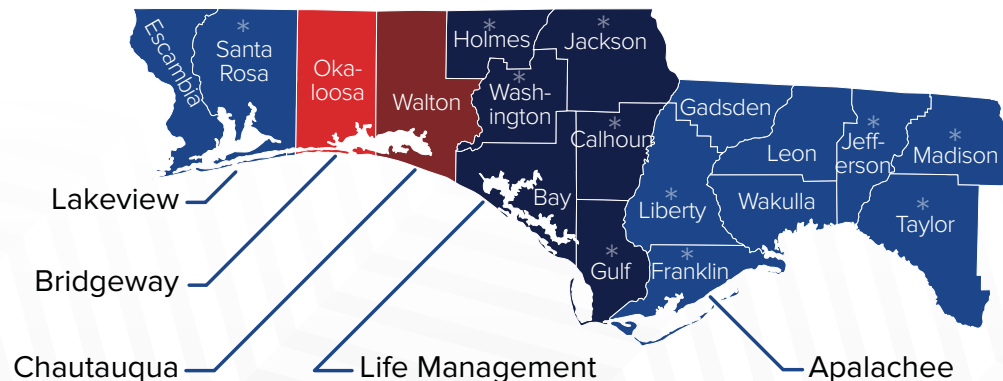 Escambia
*
Santa
Rosa
Oka-
loosa
Walton
*
Holmes
*
Jackson
*
Wash-
ington
*
Calhoun
Bay
*
Gulf
Gadsden
*
Liberty
*
Franklin
Leon
Wakulla
*
Jeff-
erson
*
Madison
*
Taylor
Lakeview
Bridgeway
Chautauqua
Life Management
Apalachee